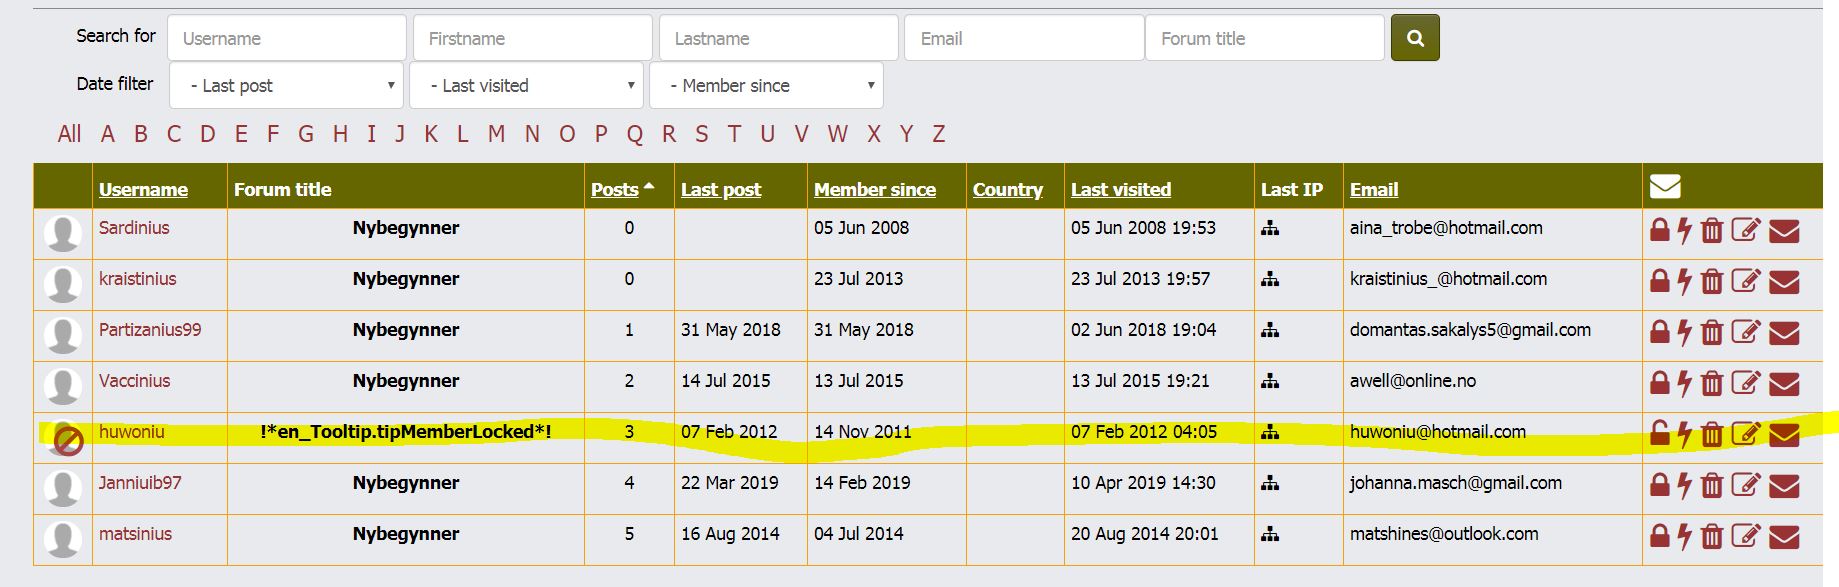 Search for Username Firstname Lastname Email Forum title
Date filter - Last post - Last visited - Member since
All A B C D E F G H I J K L M N O P Q R S T U V W X Y Z
Username Forum title Posts Last post Member since Country Last visited Last IP Email
Sardinius Nybegynner 0 05 Jun 2008 05 Jun 2008 19:53 aina_trobe@hotmail.com
kraistinius Nybegynner 0 23 Jul 2013 23 Jul 2013 19:57 kraistinius_@hotmail.com
Partizanius99 Nybegynner 1 31 May 2018 31 May 2018 02 Jun 2018 19:04 domantas.sakalys5@gmail.com
Vaccinius Nybegynner 2 14 Jul 2015 13 Jul 2015 13 Jul 2015 19:21 awell@online.no
huwoniu !*en_Tooltip.tipMemberLocked*! 3 07 Feb 2012 14 Nov 2011 07 Feb 2012 04:05 huwoniu@hotmail.com
Janniuib97 Nybegynner 4 22 Mar 2019 14 Feb 2019 10 Apr 2019 14:30 johanna.masch@gmail.com
matsinius Nybegynner 5 16 Aug 2014 04 Jul 2014 20 Aug 2014 20:01 matshines@outlook.com